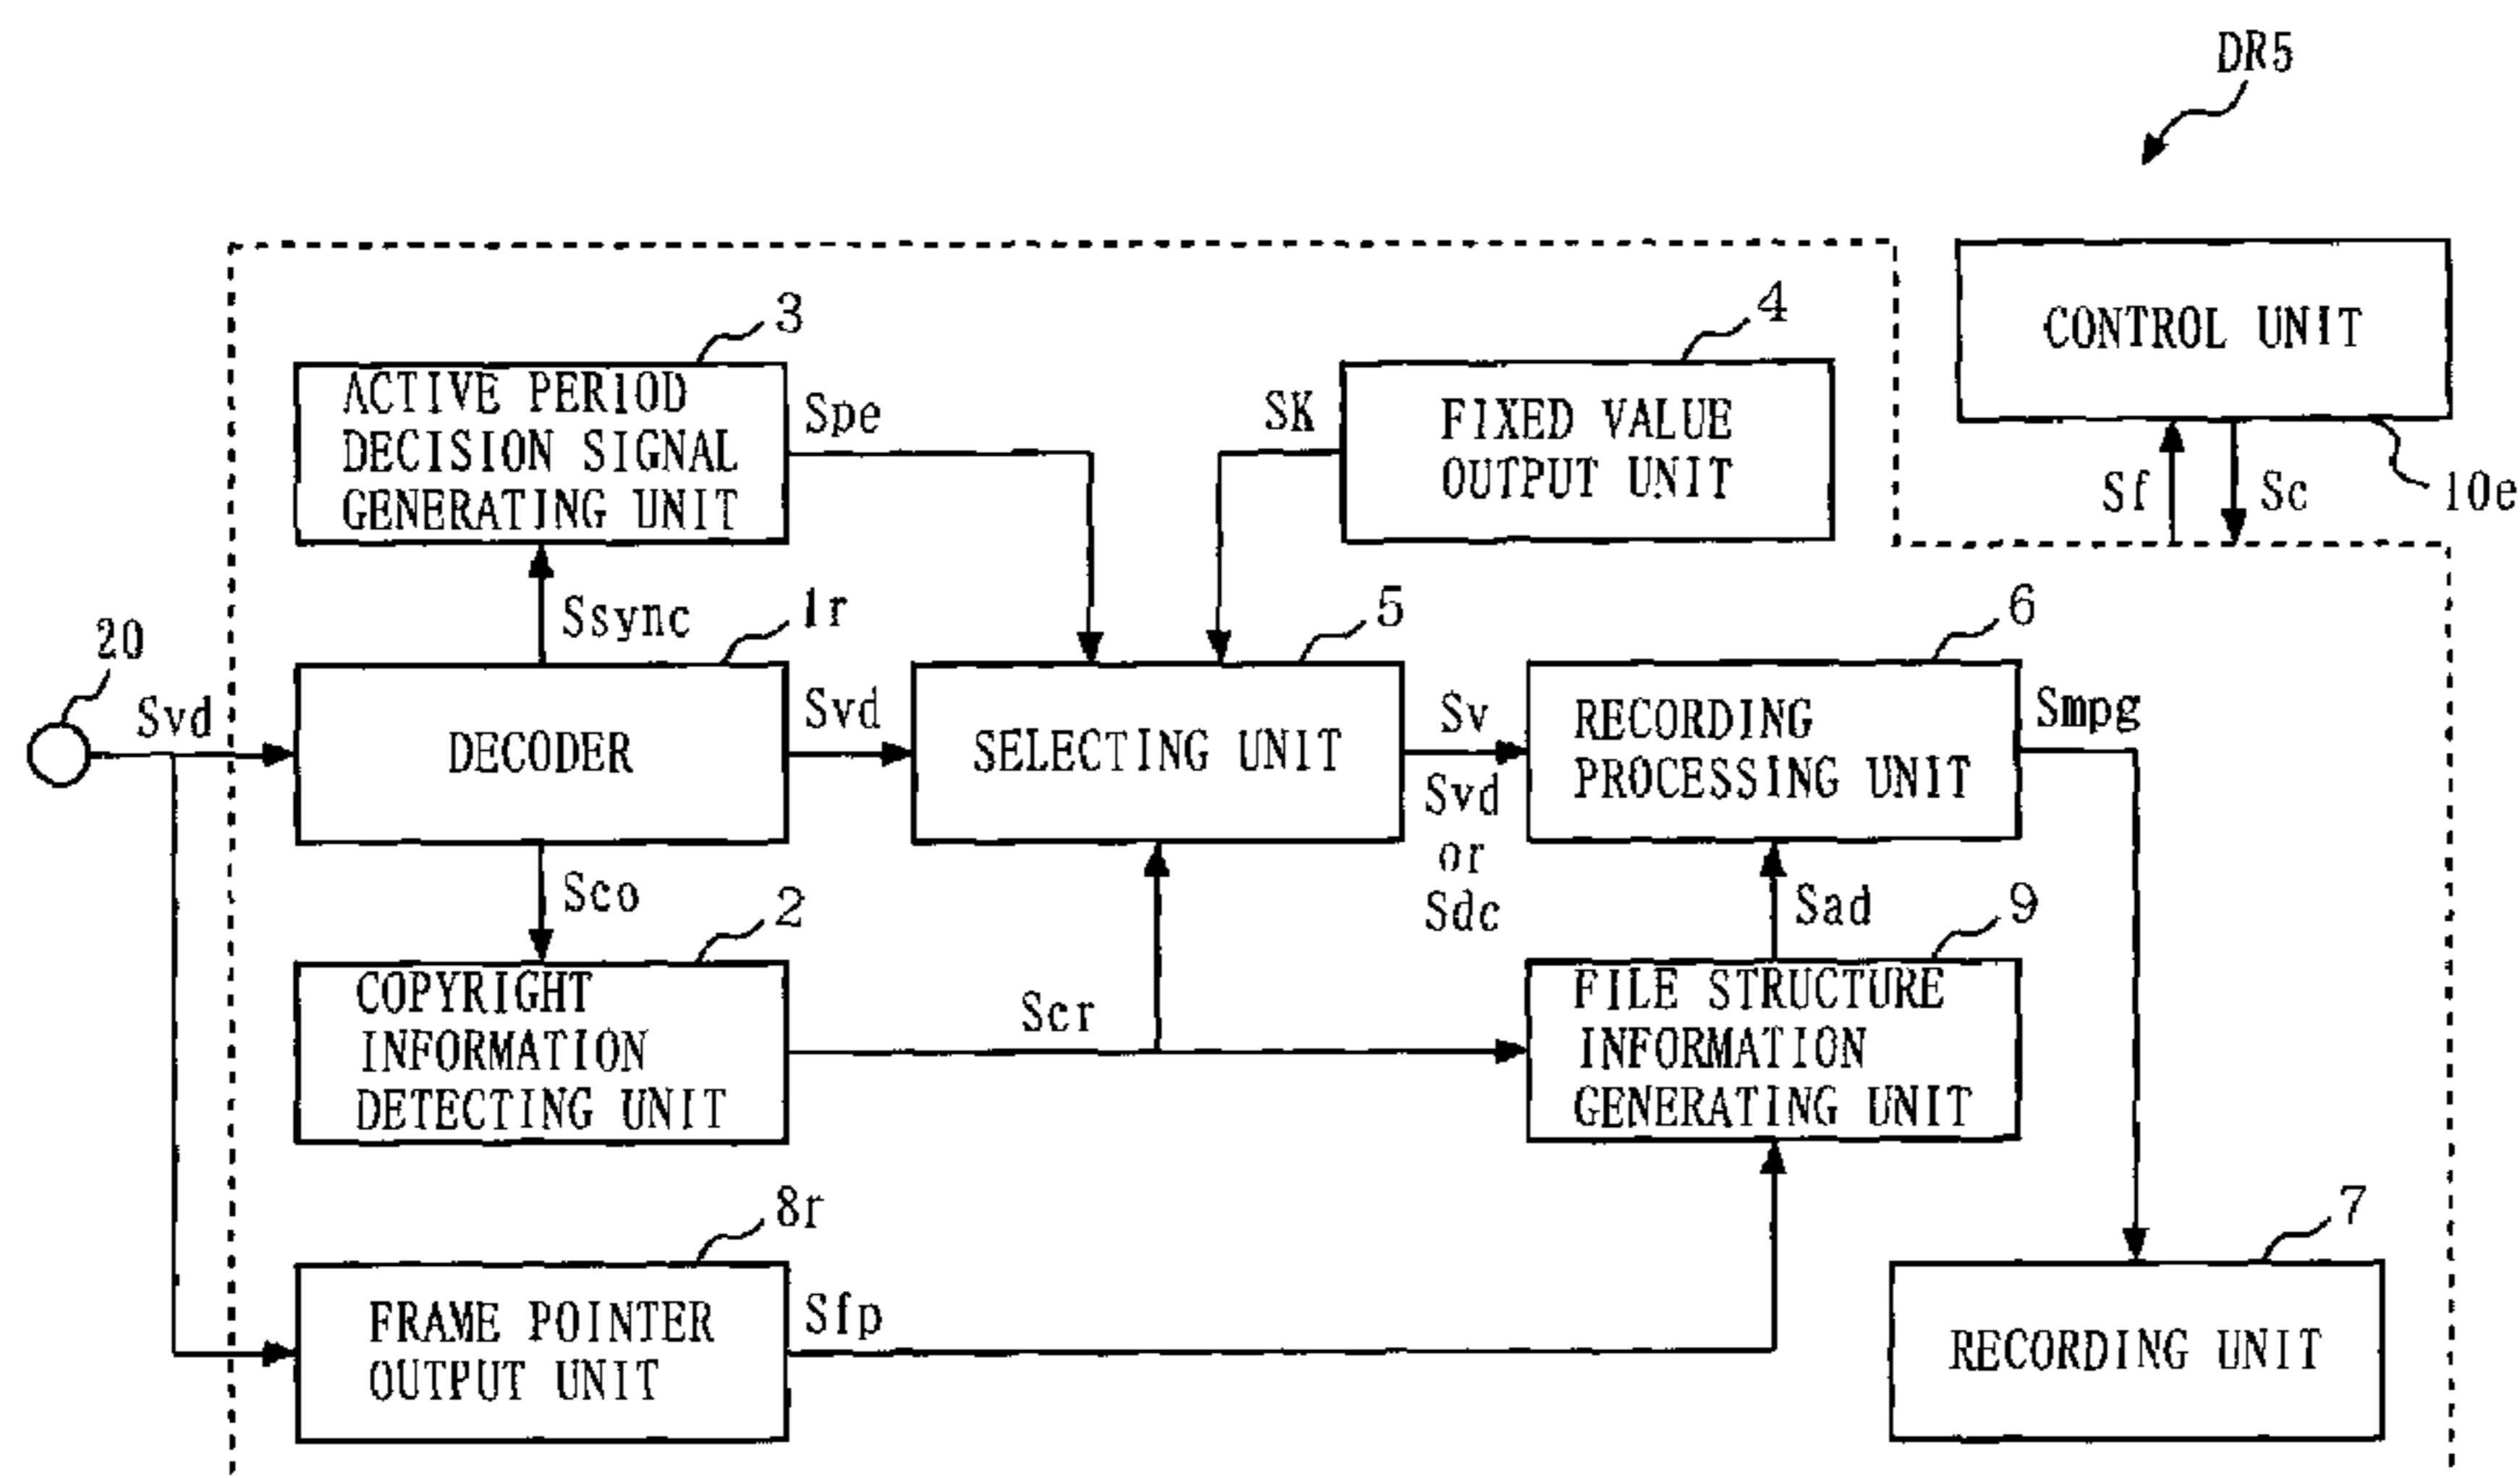 DR5
CONTROL UNIT
10e
Sf
Sc
3
ACTIVE PERIOD
DECISION SIGNAL
GENERATING UNIT
Spe
4
SK
FIXED VALUE
OUTPUT UNIT
Ssync
1r
20
Svd
DECODER
Svd
5
SELECTING UNIT
Sv
Svd
or
Sdc
6
RECORDING
PROCESSING UNIT
Smpg
Sco
2
COPYRIGHT
INFORMATION
DETECTING UNIT
Scr
Sad
9
FILE STRUCTURE
INFORMATION
GENERATING UNIT
8r
FRAME POINTER
OUTPUT UNIT
Sfp
7
RECORDING UNIT